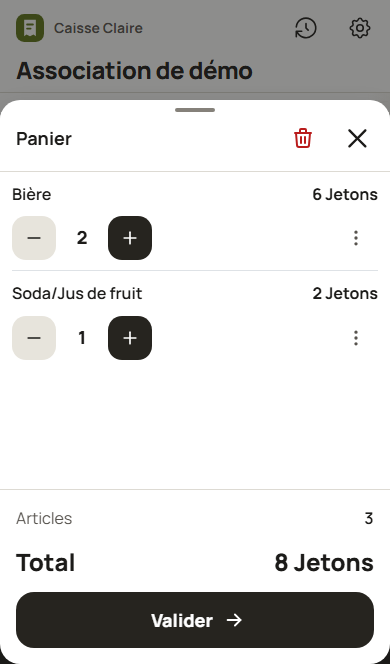 Caisse Claire
Association de démo
Panier
Bière 6 Jetons
2
Soda/Jus de fruit 2 Jetons
1
Articles 3
Total 8 Jetons
Valider →